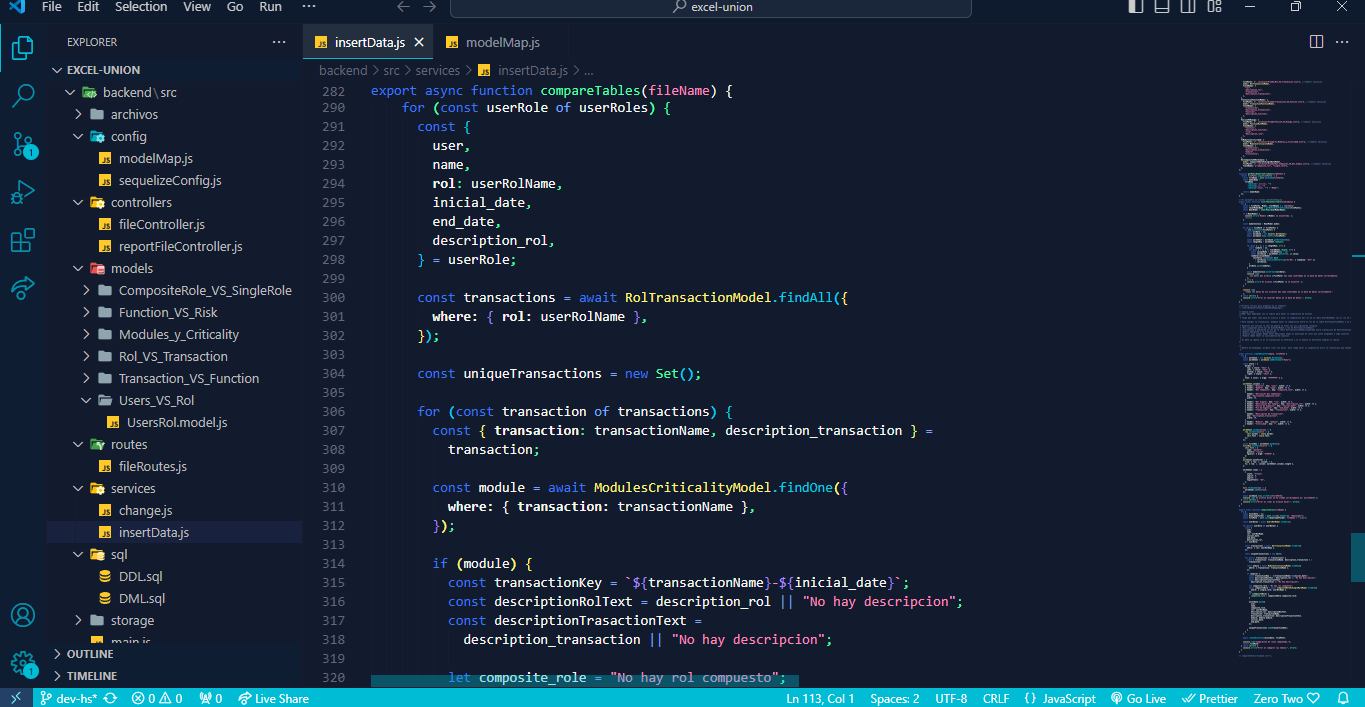 File Edit Selection View Go Run ··· excel-union
EXPLORER ···
EXCEL-UNION
backend\src
archivos
config
modelMap.js
sequelizeConfig.js
controllers
fileController.js
reportFileController.js
models
CompositeRole_VS_SingleRole
Function_VS_Risk
Modules_y_Criticality
Rol_VS_Transaction
Transaction_VS_Function
Users_VS_Rol
UsersRol.model.js
routes
fileRoutes.js
services
change.js
insertData.js
sql
DDL.sql
DML.sql
storage
main.js
OUTLINE
TIMELINE
insertData.js modelMap.js
backend > src > services > insertData.js > ...
282 export async function compareTables(fileName) {
290 for (const userRole of userRoles) {
291 const {
292 user,
293 name,
294 rol: userRolName,
295 inicial_date,
296 end_date,
297 description_rol,
298 } = userRole;
299
300 const transactions = await RolTransactionModel.findAll({
301 where: { rol: userRolName },
302 });
303
304 const uniqueTransactions = new Set();
305
306 for (const transaction of transactions) {
307 const { transaction: transactionName, description_transaction } =
308 transaction;
309
310 const module = await ModulesCriticalityModel.findOne({
311 where: { transaction: transactionName },
312 });
313
314 if (module) {
315 const transactionKey = `${transactionName}-${inicial_date}`;
316 const descriptionRolText = description_rol || "No hay descripcion";
317 const descriptionTrasactionText =
318 description_transaction || "No hay descripcion";
319
320 let composite_role = "No hay rol compuesto";
dev-hs* 0 0 0 Live Share Ln 113, Col 1 Spaces: 2 UTF-8 CRLF {} JavaScript Go Live Prettier Zero Two